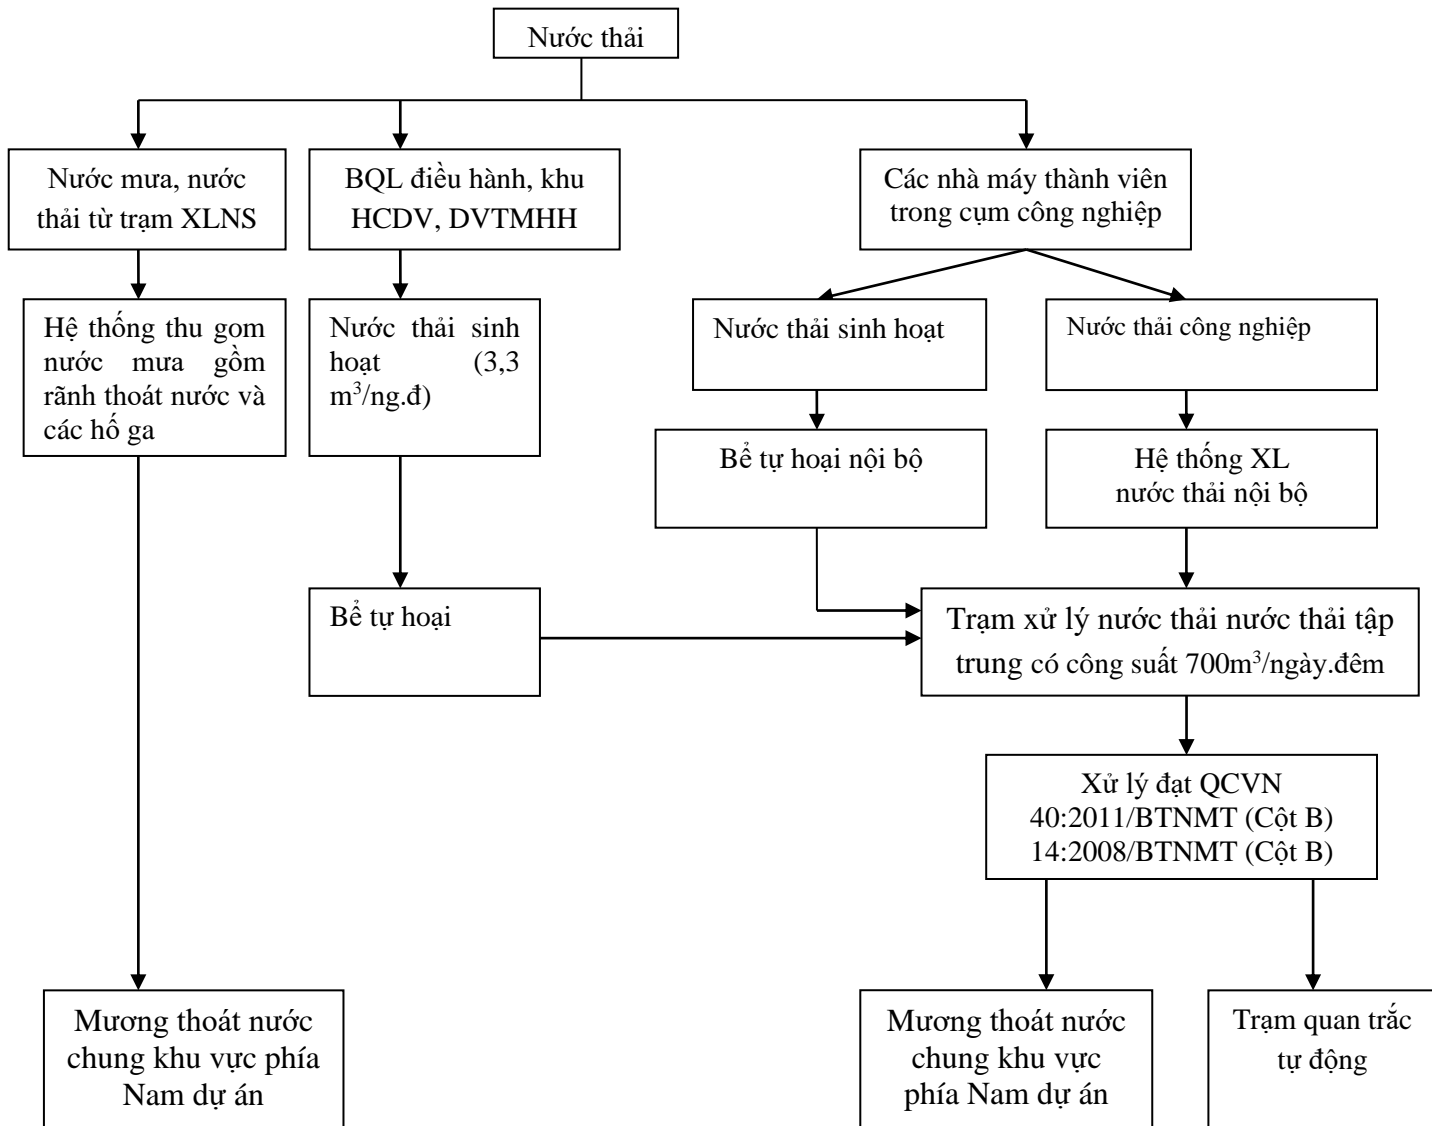 Nước thải
Nước mưa, nước
thải từ trạm XLNS
BQL điều hành, khu
HCDV, DVTMHH
Các nhà máy thành viên
trong cụm công nghiệp
Hệ thống thu gom
nước mưa gồm
rãnh thoát nước và
các hố ga
Nước thải sinh
hoạt (3,3
m³/ng.đ)
Nước thải sinh hoạt
Nước thải công nghiệp
Bể tự hoại nội bộ
Hệ thống XL
nước thải nội bộ
Bể tự hoại
Trạm xử lý nước thải nước thải tập
trung có công suất 700m³/ngày.đêm
Xử lý đạt QCVN
40:2011/BTNMT (Cột B)
14:2008/BTNMT (Cột B)
Mương thoát nước
chung khu vực phía
Nam dự án
Mương thoát nước
chung khu vực
phía Nam dự án
Trạm quan trắc
tự động